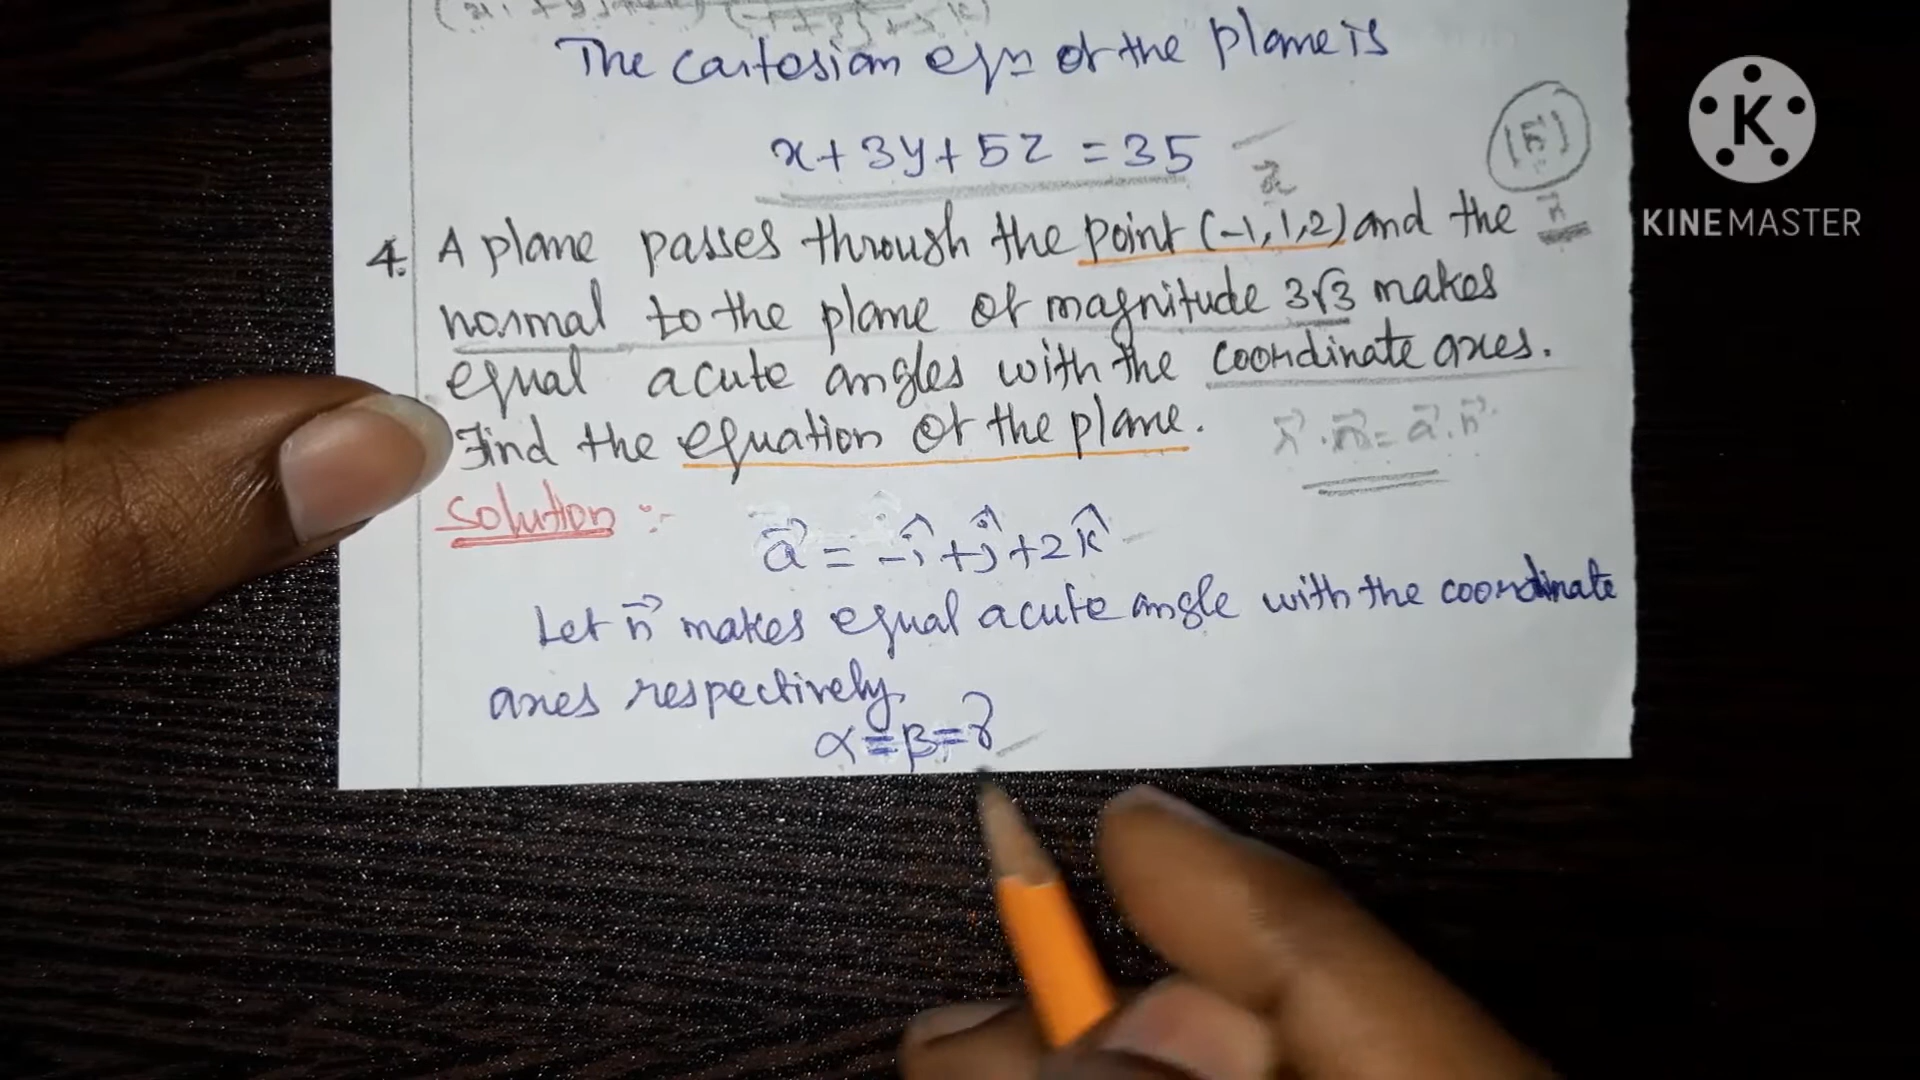 The cartesian eqn of the plane is
x + 3y + 5z = 35
|n⃗|
a⃗
4. A plane passes through the point (-1,1,2) and the n⃗
normal to the plane of magnitude 3√3 makes
equal acute angles with the coordinate axes.
Find the equation of the plane. r⃗ . n⃗ = a⃗ . n⃗
Solution :-
a⃗ = -î + ĵ + 2k̂
Let n⃗ makes equal acute angle with the coordinate
axes respectively.
α = β = γ
K
KINEMASTER